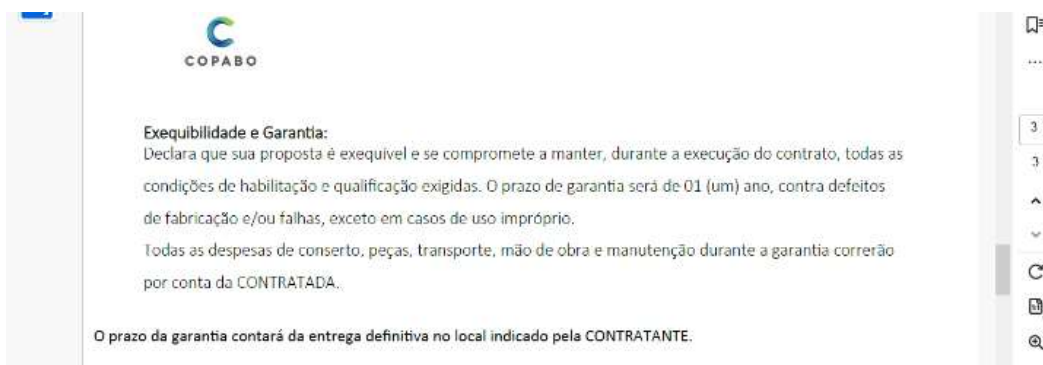 COPABO
Exequibilidade e Garantia:
Declara que sua proposta é exequível e se compromete a manter, durante a execução do contrato, todas as
condições de habilitação e qualificação exigidas. O prazo de garantia será de 01 (um) ano, contra defeitos
de fabricação e/ou falhas, exceto em casos de uso impróprio.
Todas as despesas de conserto, peças, transporte, mão de obra e manutenção durante a garantia correrão
por conta da CONTRATADA.
O prazo da garantia contará da entrega definitiva no local indicado pela CONTRATANTE.
3
3